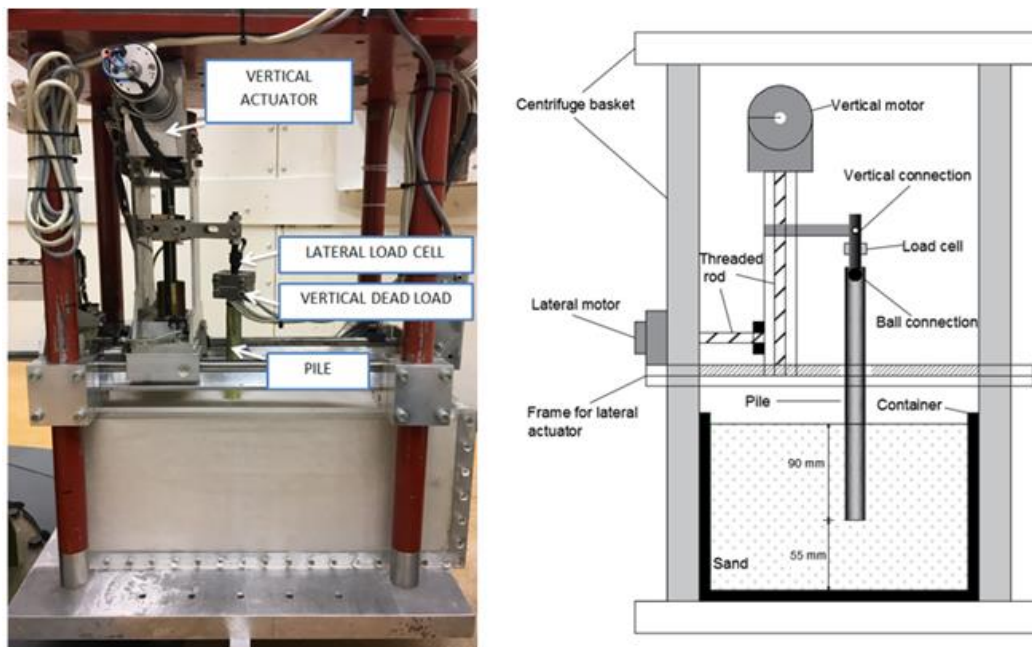 VERTICAL
ACTUATOR
LATERAL LOAD CELL
VERTICAL DEAD LOAD
PILE
Centrifuge basket
Vertical motor
Vertical connection
Load cell
Threaded
rod
Lateral motor
Ball connection
Frame for lateral
actuator
Pile
Container
90 mm
55 mm
Sand